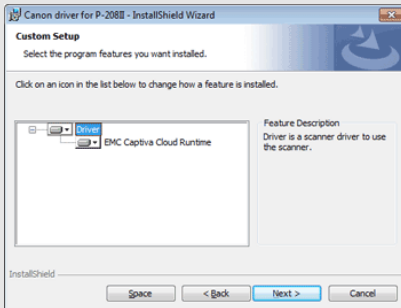 Canon driver for P-208II - InstallShield Wizard
Custom Setup
Select the program features you want installed.
Click on an icon in the list below to change how a feature is installed.
Driver
EMC Captiva Cloud Runtime
Feature Description
Driver is a scanner driver to use
the scanner.
InstallShield
Space
< Back
Next >
Cancel